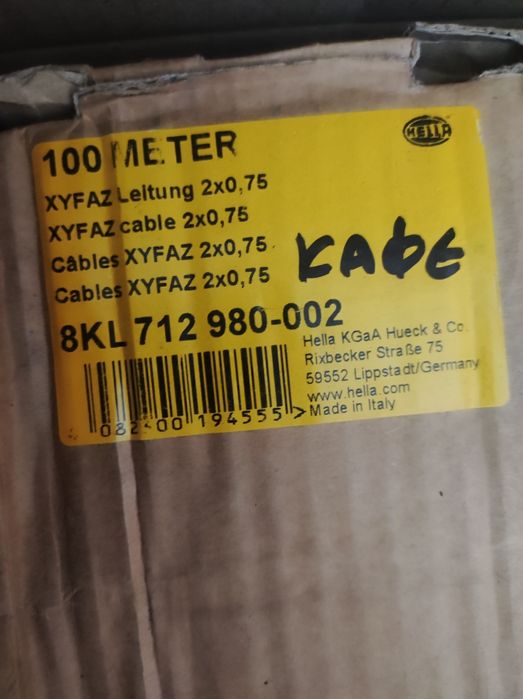 HELLA
100 METER
XYFAZ Leitung 2x0,75
XYFAZ cable 2x0,75
Câbles XYFAZ 2x0,75
Cables XYFAZ 2x0,75
КАФЕ
8KL 712 980-002
Hella KGaA Hueck & Co.
Rixbecker Straße 75
59552 Lippstadt/Germany
www.hella.com
Made in Italy
194555 >